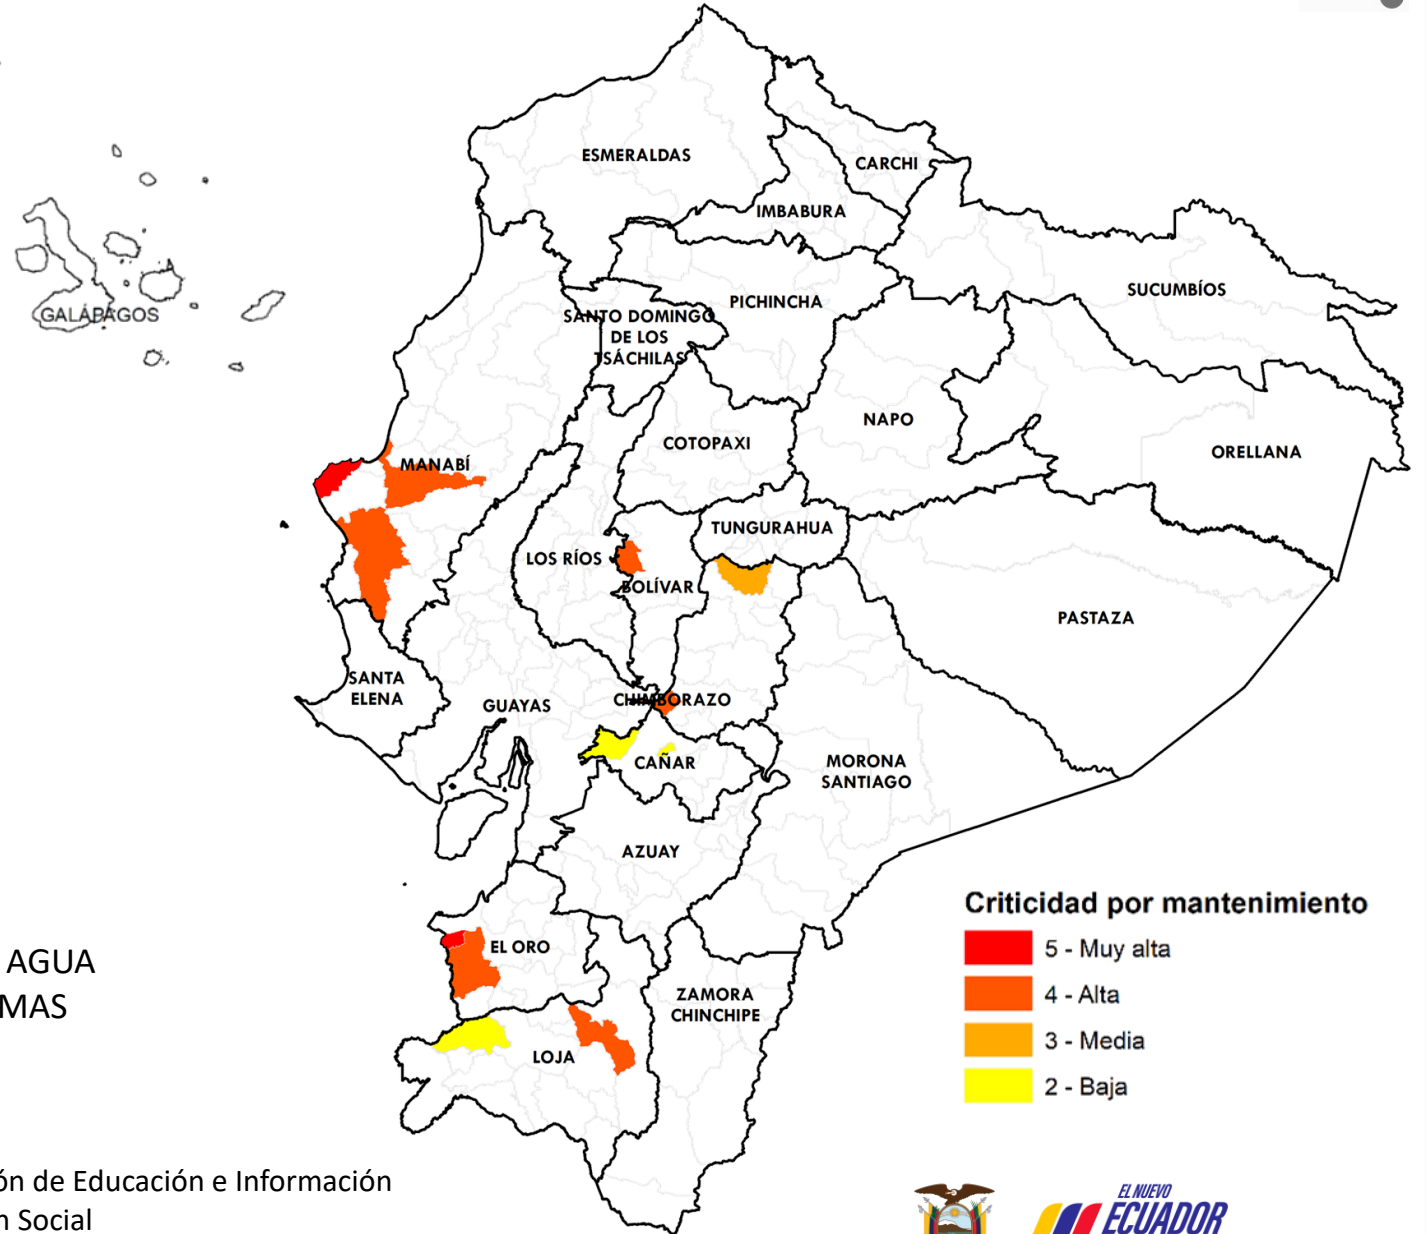 ESMERALDAS
CARCHI
IMBABURA
SUCUMBÍOS
PICHINCHA
GALÁPAGOS
SANTO DOMINGO
DE LOS
TSÁCHILAS
NAPO
COTOPAXI
ORELLANA
MANABÍ
TUNGURAHUA
LOS RÍOS
BOLÍVAR
PASTAZA
SANTA
ELENA
GUAYAS
CHIMBORAZO
CAÑAR
MORONA
SANTIAGO
AZUAY
EL ORO
ZAMORA
CHINCHIPE
LOJA
Criticidad por mantenimiento
5 - Muy alta
4 - Alta
3 - Media
2 - Baja
AGUA
MAS
ón de Educación e Información
n Social
EL NUEVO
ECUADOR